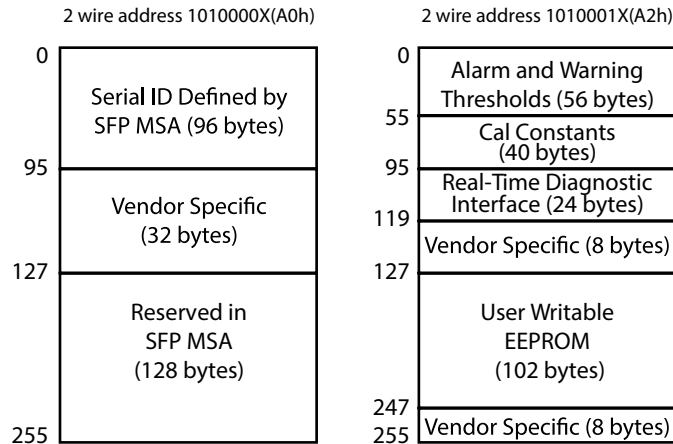 2 wire address 1010000X(A0h)
0
Serial ID Defined by
SFP MSA (96 bytes)
95
Vendor Specific
(32 bytes)
127
Reserved in
SFP MSA
(128 bytes)
255
2 wire address 1010001X(A2h)
0
Alarm and Warning
Thresholds (56 bytes)
55
Cal Constants
(40 bytes)
95
Real-Time Diagnostic
Interface (24 bytes)
119
Vendor Specific (8 bytes)
127
User Writable
EEPROM
(102 bytes)
247
Vendor Specific (8 bytes)
255